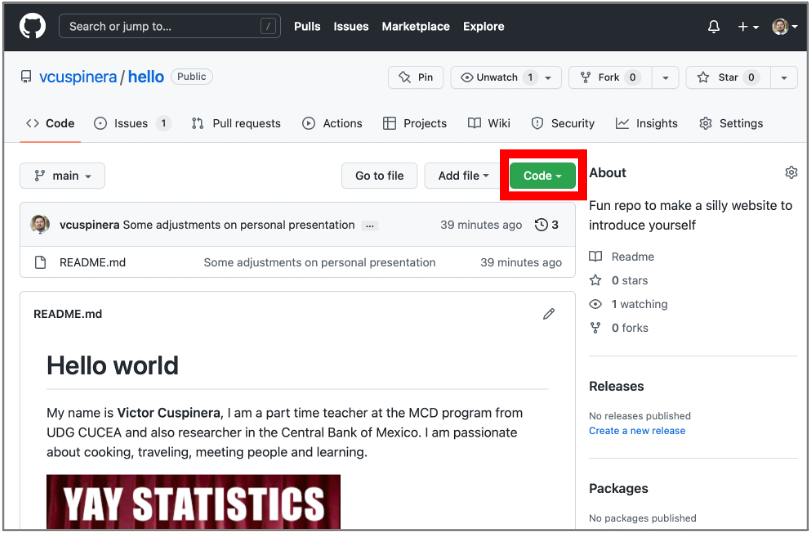 Search or jump to... /
Pulls Issues Marketplace Explore
vcuspinera / hello Public
Pin
Unwatch 1
Fork 0
Star 0
Code
Issues 1
Pull requests
Actions
Projects
Wiki
Security
Insights
Settings
main
Go to file
Add file
Code
vcuspinera Some adjustments on personal presentation ... 39 minutes ago 3
README.md Some adjustments on personal presentation 39 minutes ago
README.md
Hello world
My name is Victor Cuspinera, I am a part time teacher at the MCD program from
UDG CUCEA and also researcher in the Central Bank of Mexico. I am passionate
about cooking, traveling, meeting people and learning.
YAY STATISTICS
About
Fun repo to make a silly website to
introduce yourself
Readme
0 stars
1 watching
0 forks
Releases
No releases published
Create a new release
Packages
No packages published